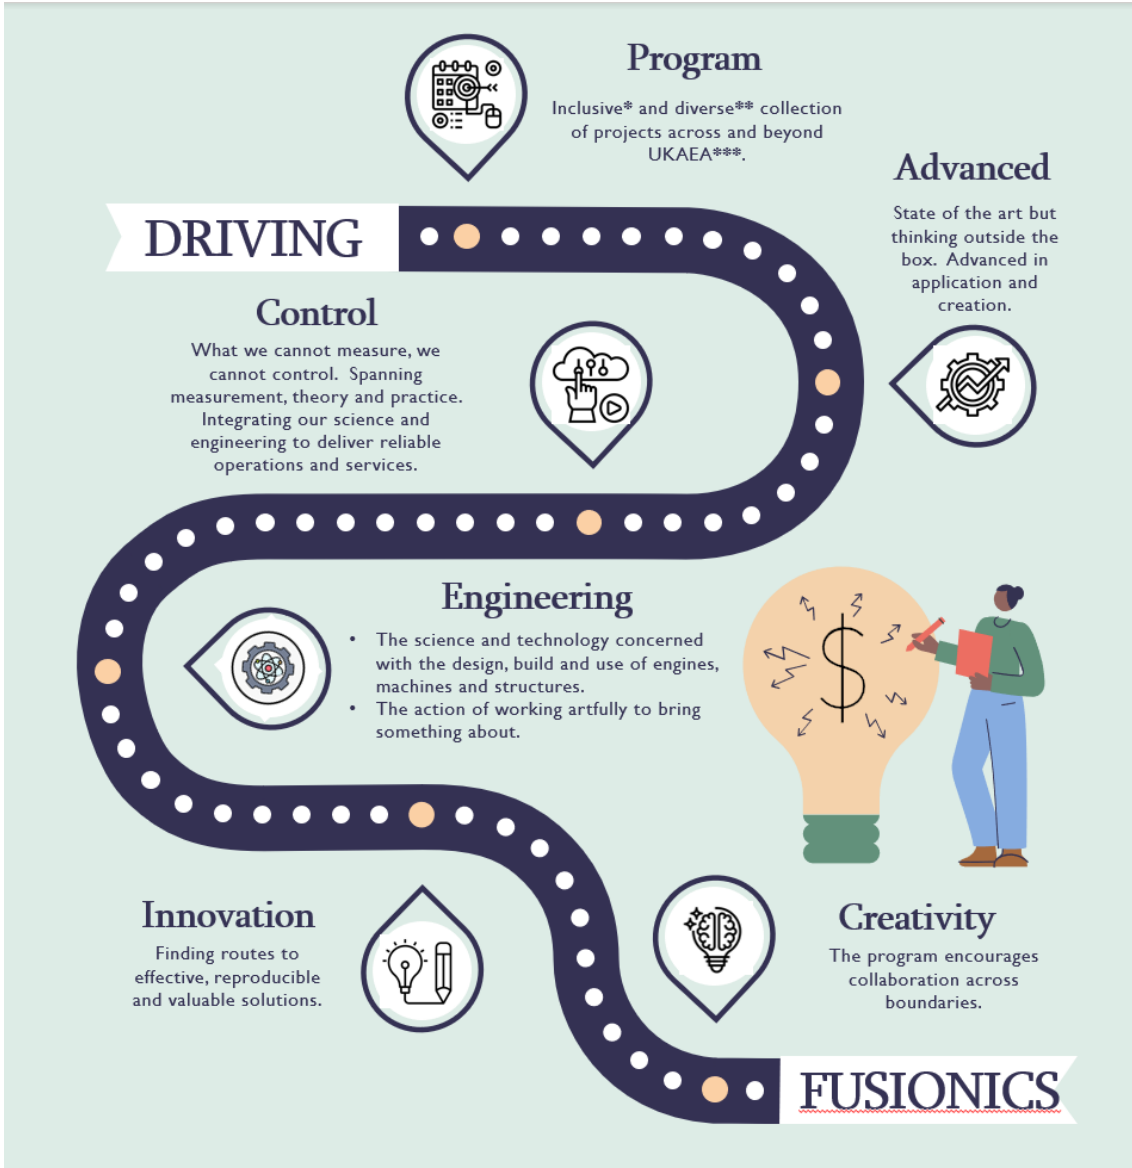 Program
Inclusive* and diverse** collection
of projects across and beyond
UKAEA***.
Advanced
State of the art but
thinking outside the
box. Advanced in
application and
creation.
DRIVING
Control
What we cannot measure, we
cannot control. Spanning
measurement, theory and practice.
Integrating our science and
engineering to deliver reliable
operations and services.
Engineering
• The science and technology concerned
with the design, build and use of engines,
machines and structures.
• The action of working artfully to bring
something about.
$
Innovation
Finding routes to
effective, reproducible
and valuable solutions.
Creativity
The program encourages
collaboration across
boundaries.
FUSIONICS